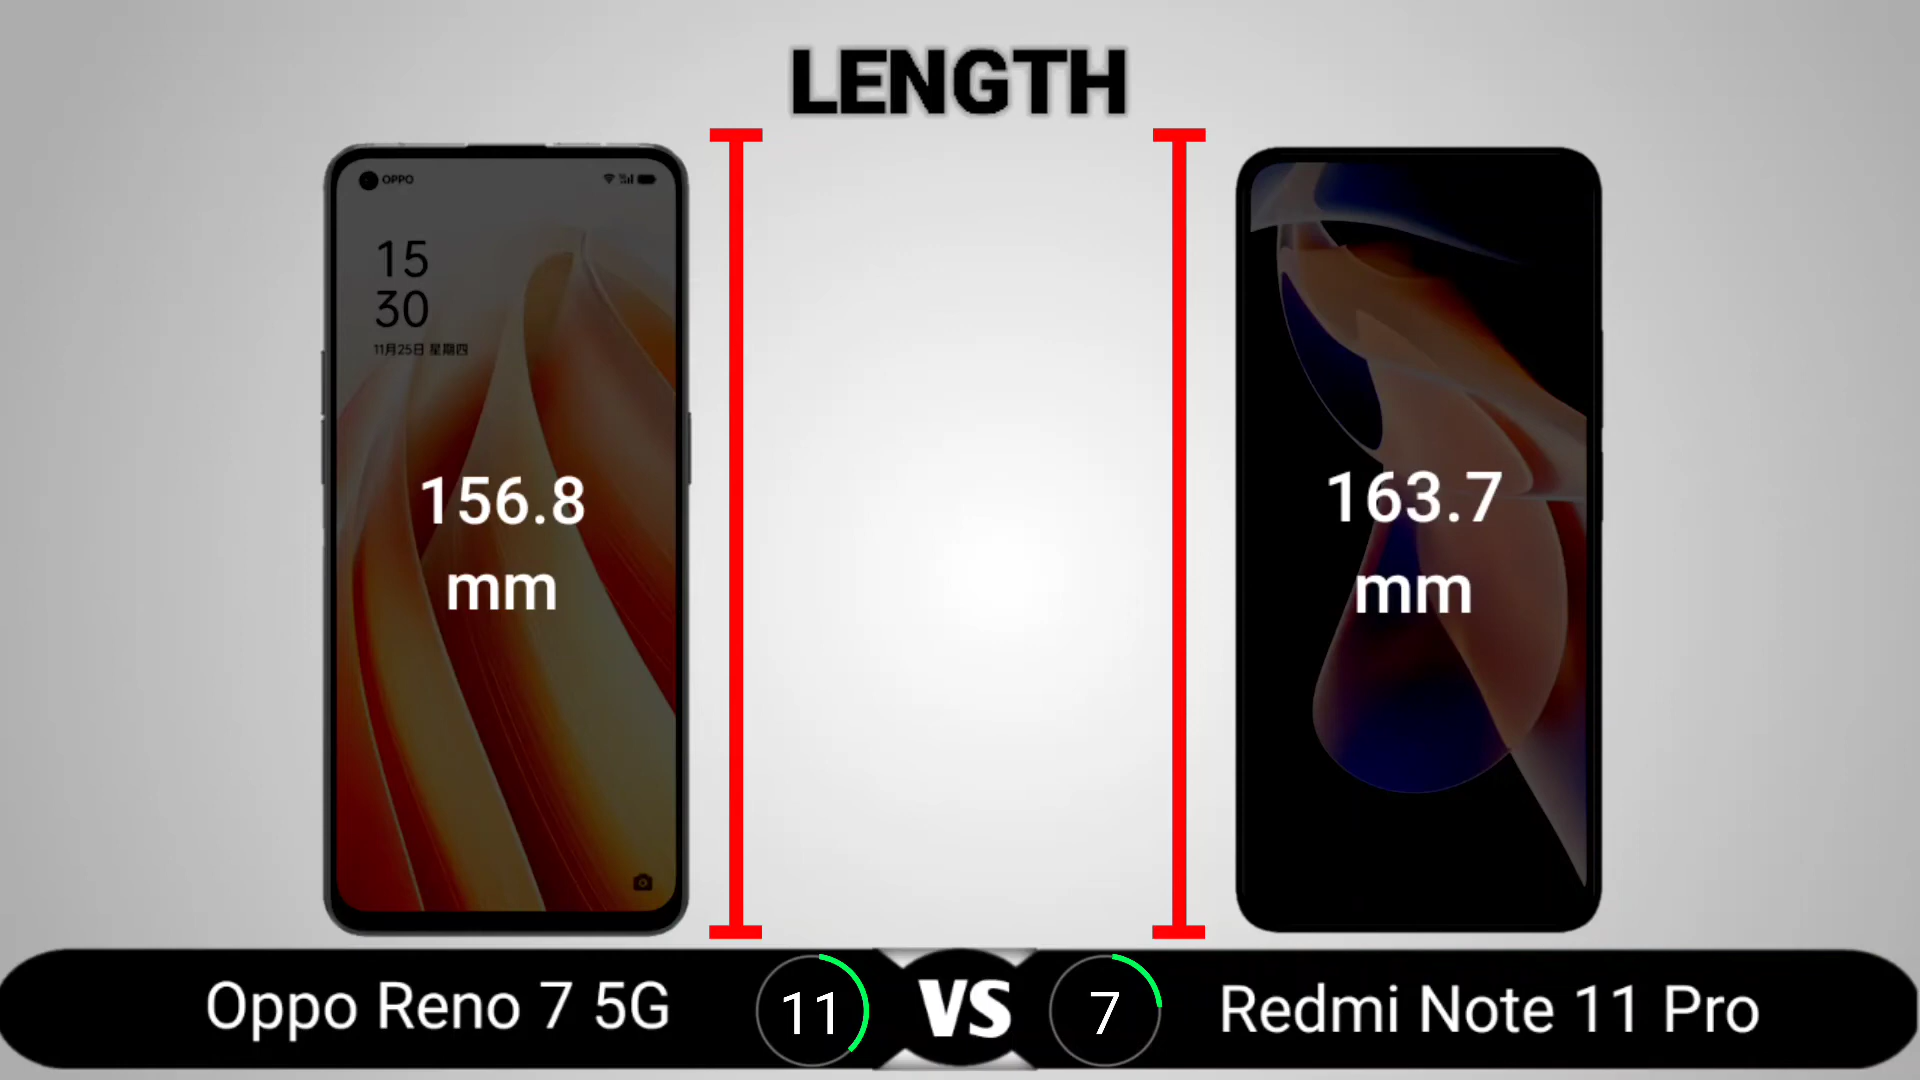 LENGTH
OPPO
15
30
11月25日 星期四
156.8
mm
163.7
mm
Oppo Reno 7 5G
11
VS
7
Redmi Note 11 Pro